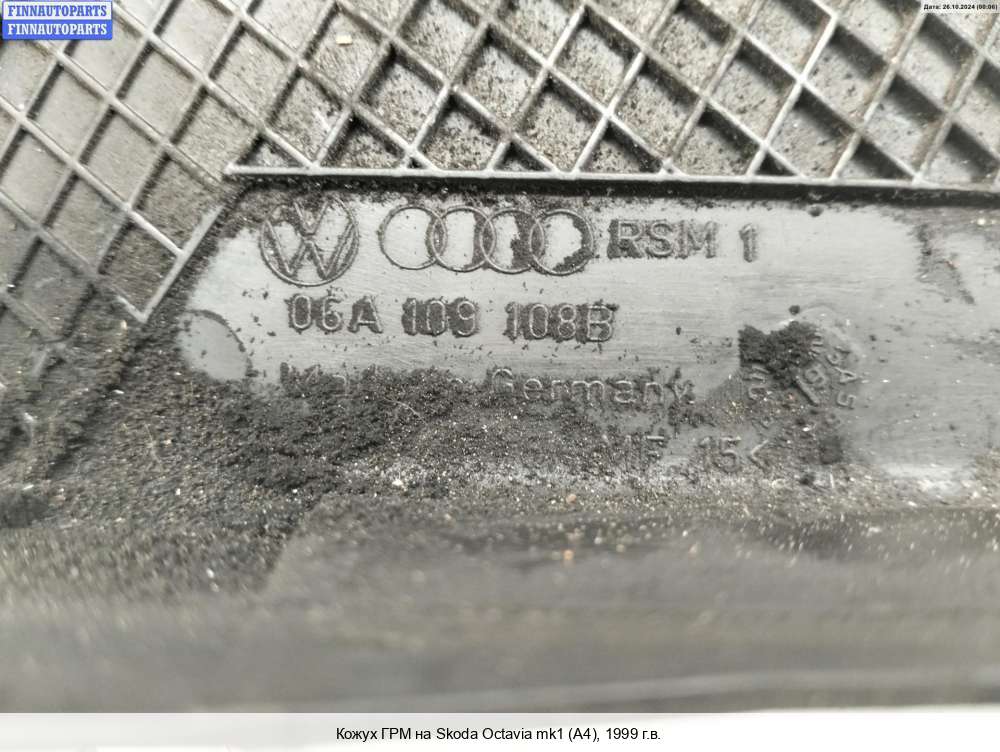 FINNAUTOPARTS
FINNAUTOPARTS
Дата: 26.10.2024 (00:06)
RSM 1
06A 109 108B
Germany
15<
Кожух ГРМ на Skoda Octavia mk1 (A4), 1999 г.в.